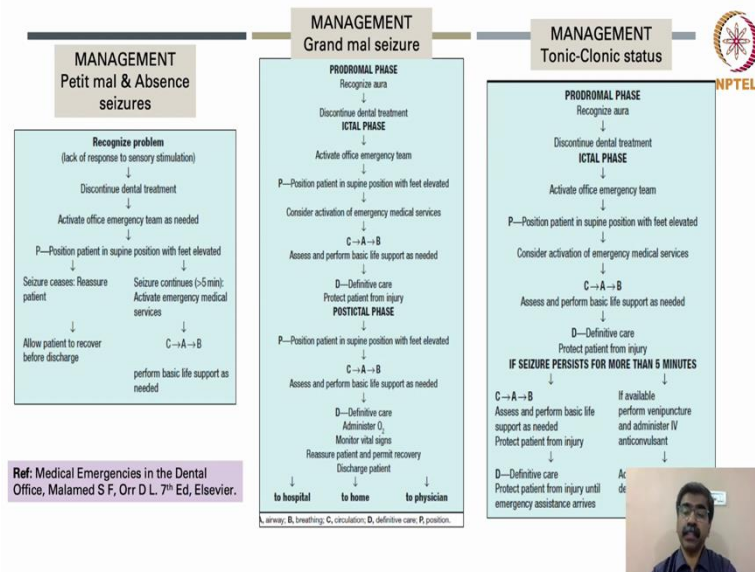 MANAGEMENT
Petit mal & Absence
seizures
Recognize problem
(lack of response to sensory stimulation)
↓
Discontinue dental treatment
↓
Activate office emergency team as needed
↓
P—Position patient in supine position with feet elevated
↓ ↓
Seizure ceases: Reassure
patient
↓
Allow patient to recover
before discharge
Seizure continues (>5 min):
Activate emergency medical
services
↓
C→A→B
perform basic life support as
needed
Ref: Medical Emergencies in the Dental
Office, Malamed S F, Orr D L. 7th Ed, Elsevier.
MANAGEMENT
Grand mal seizure
PRODROMAL PHASE
Recognize aura
↓
Discontinue dental treatment
ICTAL PHASE
↓
Activate office emergency team
↓
P—Position patient in supine position with feet elevated
↓
Consider activation of emergency medical services
↓
C→A→B
Assess and perform basic life support as needed
↓
D—Definitive care
Protect patient from injury
POSTICTAL PHASE
↓
P—Position patient in supine position with feet elevated
↓
C→A→B
Assess and perform basic life support as needed
↓
D—Definitive care
Administer O2
Monitor vital signs
Reassure patient and permit recovery
Discharge patient
↓ ↓ ↓
to hospital to home to physician
A, airway; B, breathing; C, circulation; D, definitive care; P, position.
MANAGEMENT
Tonic-Clonic status
PRODROMAL PHASE
Recognize aura
↓
Discontinue dental treatment
ICTAL PHASE
↓
Activate office emergency team
↓
P—Position patient in supine position with feet elevated
↓
Consider activation of emergency medical services
↓
C→A→B
Assess and perform basic life support as needed
↓
D—Definitive care
Protect patient from injury
IF SEIZURE PERSISTS FOR MORE THAN 5 MINUTES
↓ ↓
C→A→B
Assess and perform basic life
support as needed
Protect patient from injury
↓
D—Definitive care
Protect patient from injury until
emergency assistance arrives
If available
perform venipuncture
and administer IV
anticonvulsant
↓
NPTEL